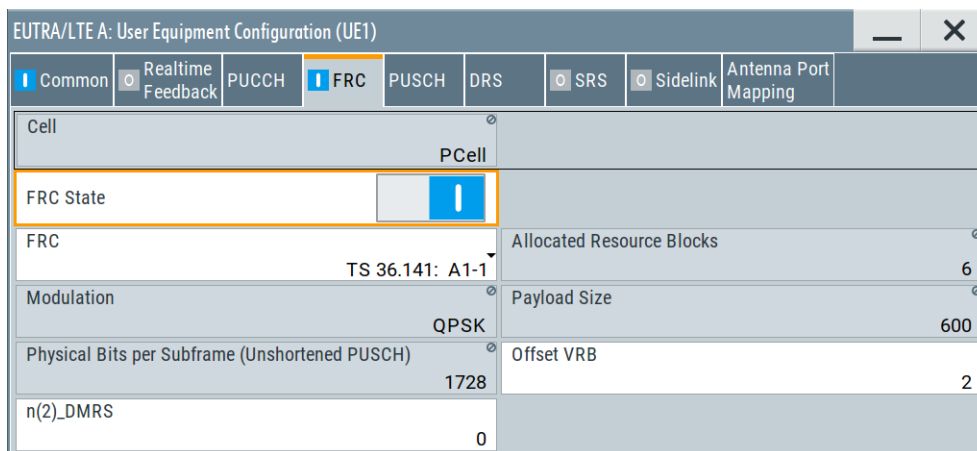 EUTRA/LTE A: User Equipment Configuration (UE1)
Common
Realtime
Feedback
PUCCH
FRC
PUSCH
DRS
SRS
Sidelink
Antenna Port
Mapping
Cell
PCell
FRC State
FRC
TS 36.141: A1-1
Allocated Resource Blocks
6
Modulation
QPSK
Payload Size
600
Physical Bits per Subframe (Unshortened PUSCH)
1728
Offset VRB
2
n(2)_DMRS
0